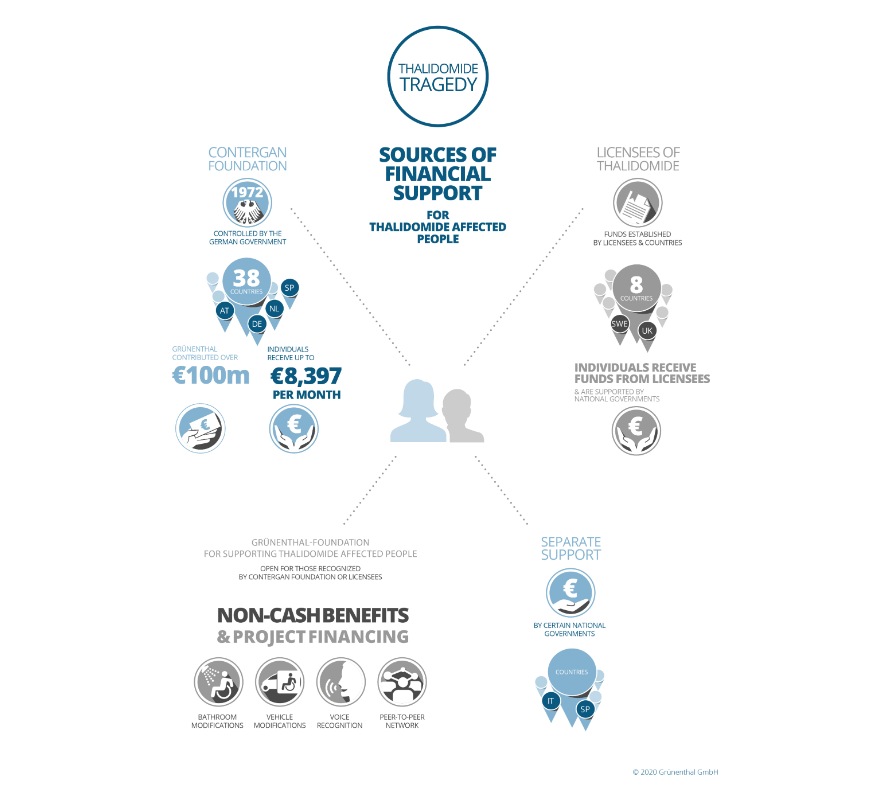 THALIDOMIDE
TRAGEDY
SOURCES OF
FINANCIAL
SUPPORT
FOR
THALIDOMIDE AFFECTED
PEOPLE
CONTERGAN
FOUNDATION
1972
CONTROLLED BY THE
GERMAN GOVERNMENT
38
COUNTRIES
SP
AT
NL
DE
GRÜNENTHAL
CONTRIBUTED OVER
€100m
INDIVIDUALS
RECEIVE UP TO
€8,397
PER MONTH
€
€
LICENSEES OF
THALIDOMIDE
FUNDS ESTABLISHED
BY LICENSEES & COUNTRIES
8
COUNTRIES
SWE
UK
INDIVIDUALS RECEIVE
FUNDS FROM LICENSEES
& ARE SUPPORTED BY
NATIONAL GOVERNMENTS
€
GRÜNENTHAL-FOUNDATION
FOR SUPPORTING THALIDOMIDE AFFECTED PEOPLE
OPEN FOR THOSE RECOGNIZED
BY CONTERGAN FOUNDATION OR LICENSEES
NON-CASH BENEFITS
& PROJECT FINANCING
BATHROOM
MODIFICATIONS
VEHICLE
MODIFICATIONS
VOICE
RECOGNITION
PEER-TO-PEER
NETWORK
SEPARATE
SUPPORT
€
BY CERTAIN NATIONAL
GOVERNMENTS
COUNTRIES
IT
SP
© 2020 Grünenthal GmbH